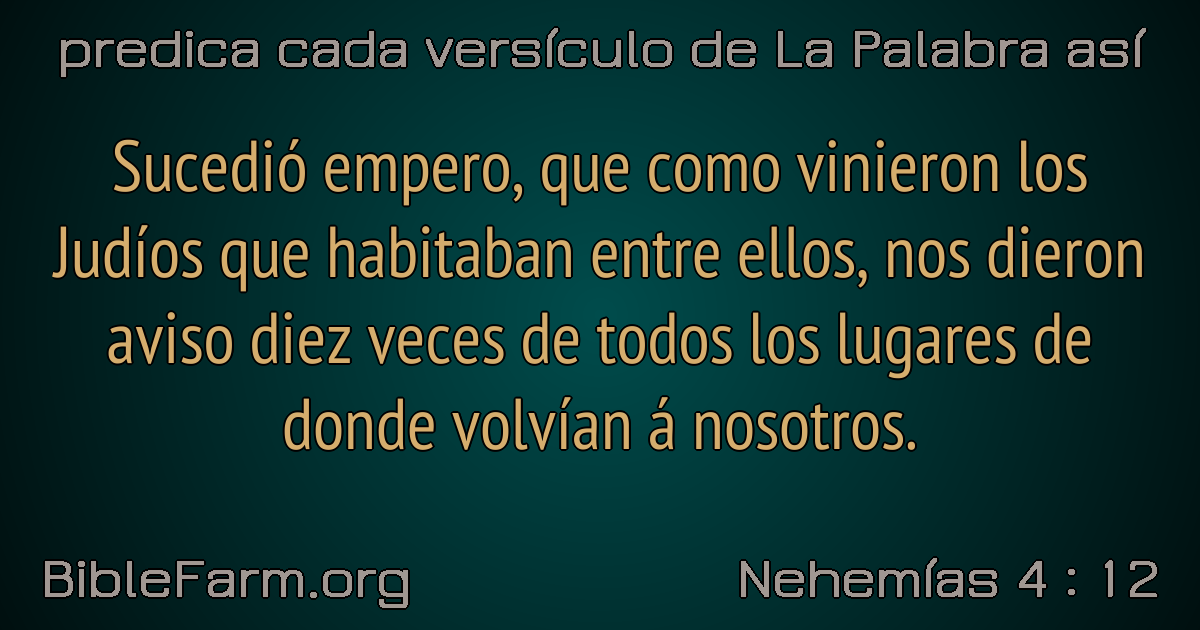 predica cada versículo de La Palabra así
Sucedió empero, que como vinieron los
Judíos que habitaban entre ellos, nos dieron
aviso diez veces de todos los lugares de
donde volvían á nosotros.
BibleFarm.org
Nehemías 4 : 12